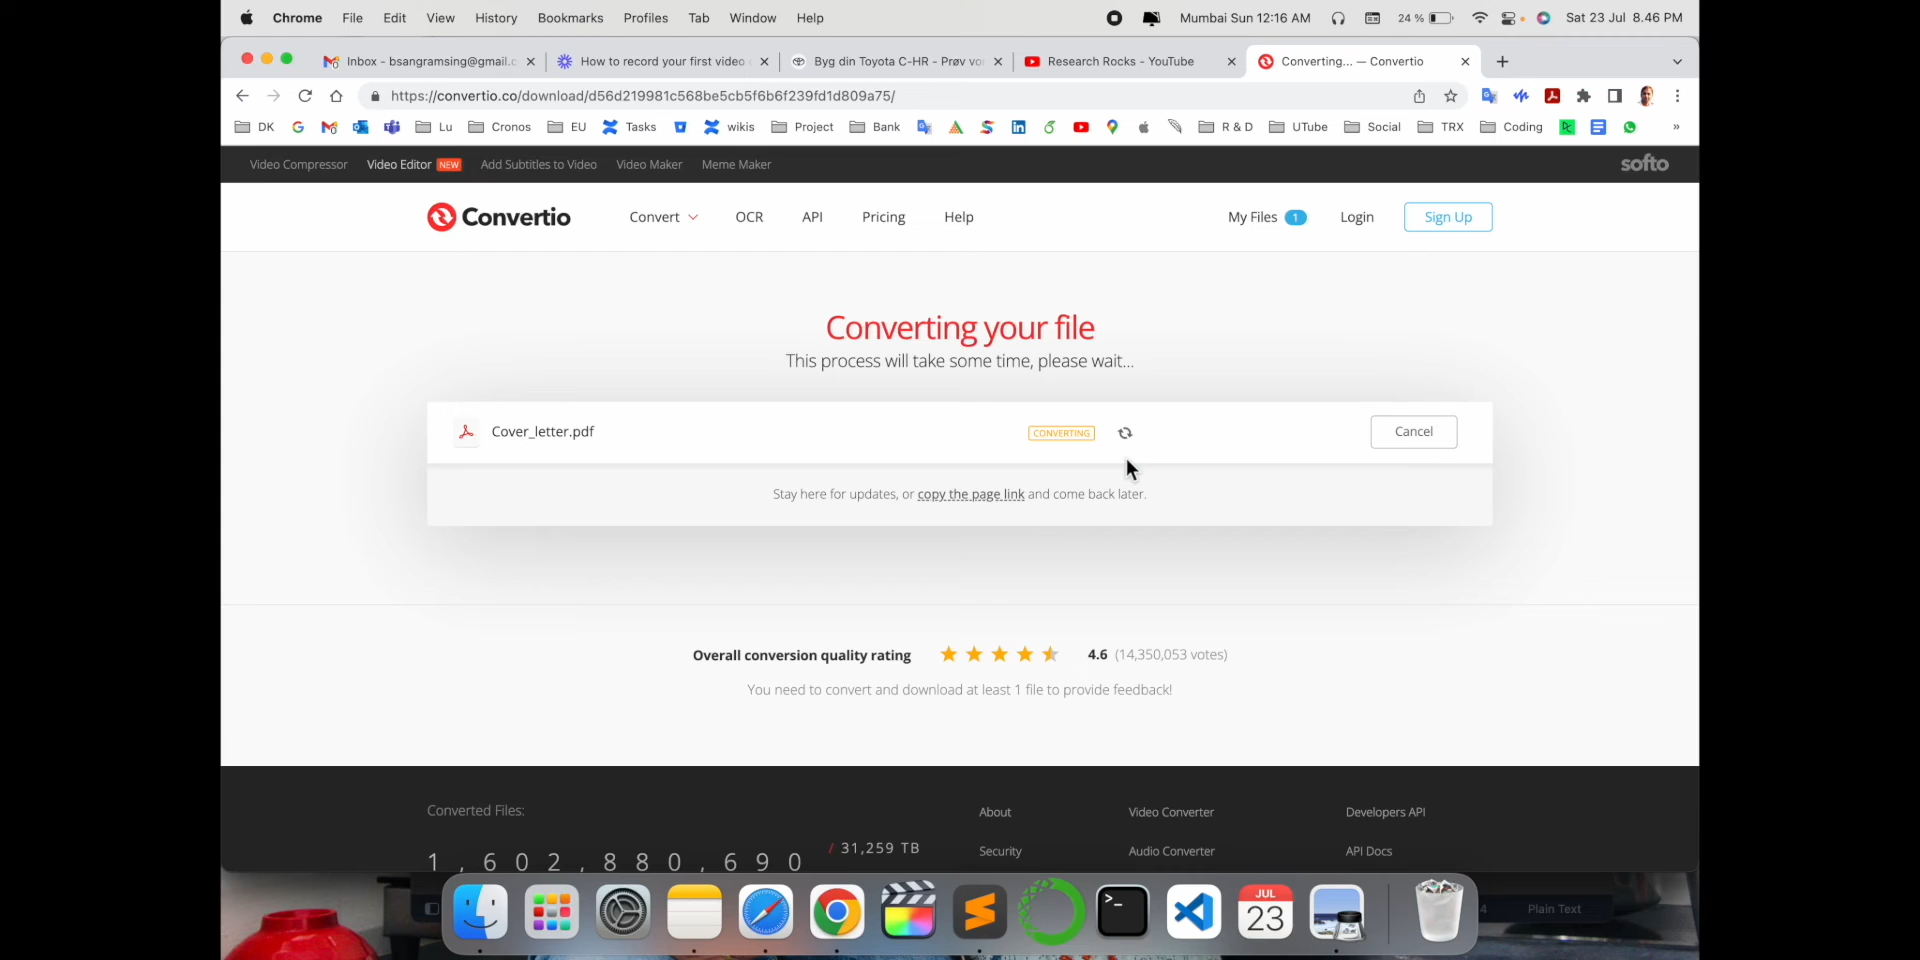 Chrome File Edit View History Bookmarks Profiles Tab Window Help Mumbai Sun 12:16 AM 24 % Sat 23 Jul 8.46 PM
Inbox - bsangramsing@gmail.c How to record your first video Byg din Toyota C-HR - Prøv vo Research Rocks - YouTube Converting... — Convertio
https://convertio.co/download/d56d219981c568be5cb5f6b6f239fd1d809a75/
DK Lu Cronos EU Tasks wikis Project Bank R & D UTube Social TRX Coding »
Video Compressor Video Editor NEW Add Subtitles to Video Video Maker Meme Maker softo
Convertio Convert OCR API Pricing Help My Files 1 Login Sign Up
Converting your file
This process will take some time, please wait...
Cover_letter.pdf CONVERTING Cancel
Stay here for updates, or copy the page link and come back later.
Overall conversion quality rating 4.6 (14,350,053 votes)
You need to convert and download at least 1 file to provide feedback!
Converted Files: About Video Converter Developers API
1,602,880,690 / 31,259 TB Security Audio Converter API Docs
JUL
23
4 Plain Text